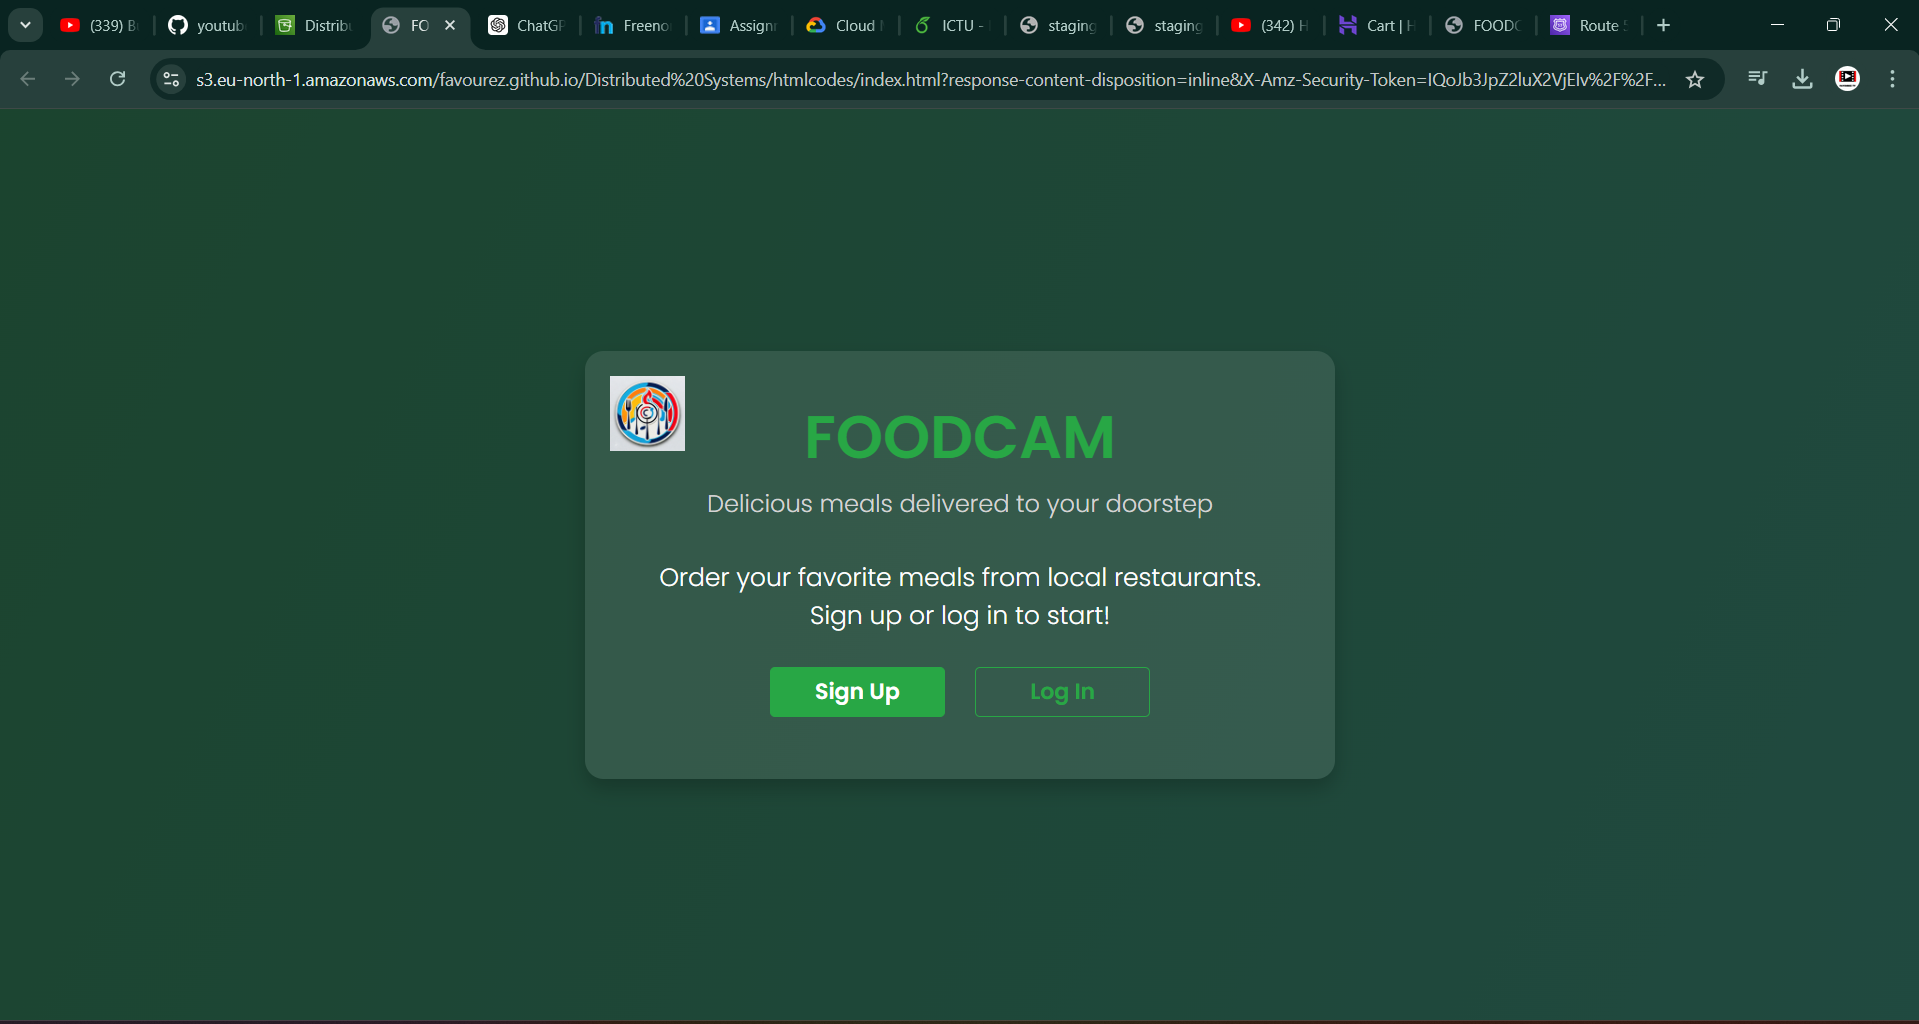 (339) B
youtub
Distrib
FO
ChatGP
Freeno
Assign
Cloud
ICTU -
staging
staging
(342) H
Cart | H
FOODC
Route 5
s3.eu-north-1.amazonaws.com/favourez.github.io/Distributed%20Systems/htmlcodes/index.html?response-content-disposition=inline&X-Amz-Security-Token=IQoJb3JpZ2luX2VjEIv%2F%2F...
FOODCAM
Delicious meals delivered to your doorstep
Order your favorite meals from local restaurants.
Sign up or log in to start!
Sign Up
Log In